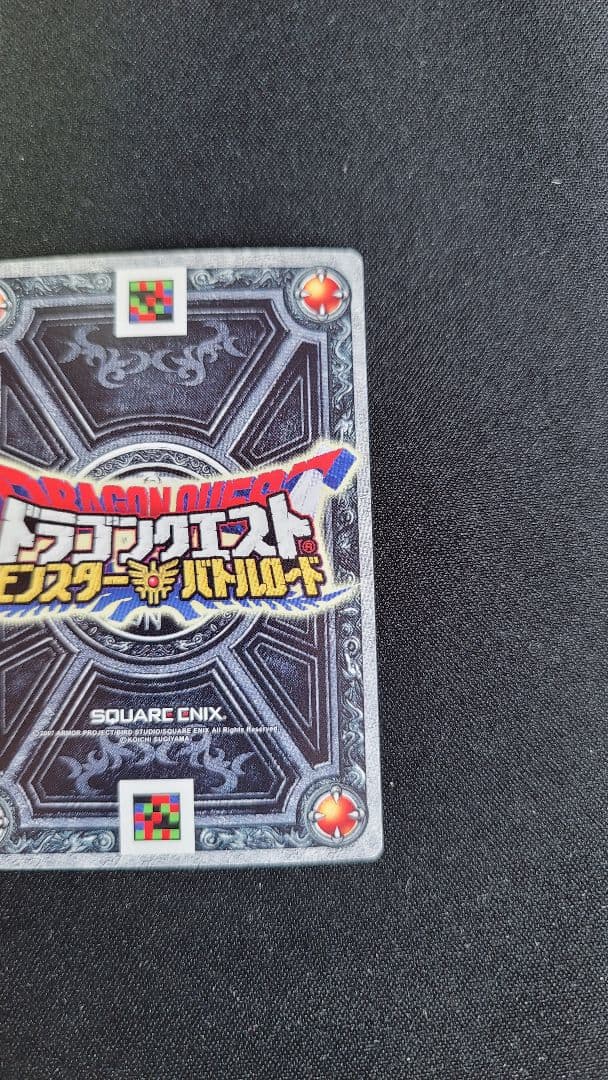 DRAGON QUEST
ドラゴンクエスト®
モンスターバトルロード
IN
SQUARE ENIX.
©2007 ARMOR PROJECT/BIRD STUDIO/SQUARE ENIX All Rights Reserved.
©KOICHI SUGIYAMA